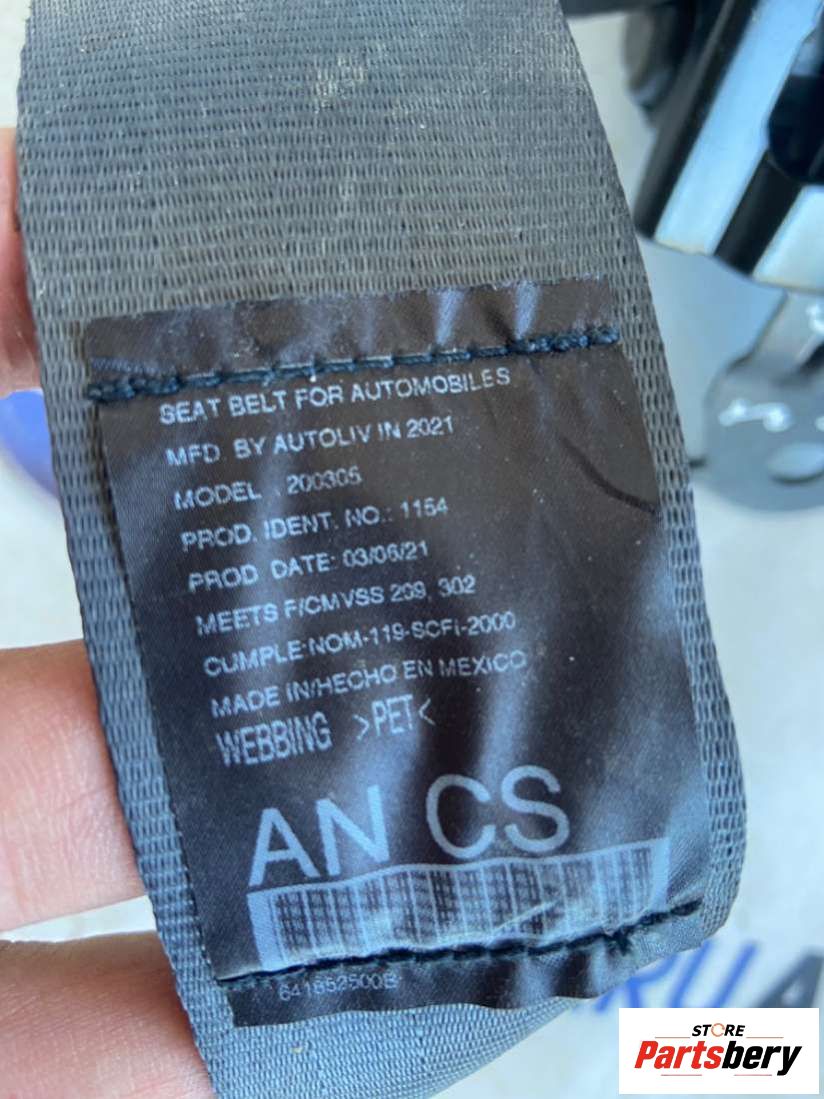 SEAT BELT FOR AUTOMOBILES
MFD. BY AUTOLIV IN 2021
MODEL : 200305
PROD. IDENT. NO.: 1154
PROD DATE: 03/06/21
MEETS F/CMVSS 209, 302
CUMPLE:NOM-119-SCFI-2000
MADE IN/HECHO EN MEXICO
WEBBING >PET<
AN CS
STORE
Partsbery